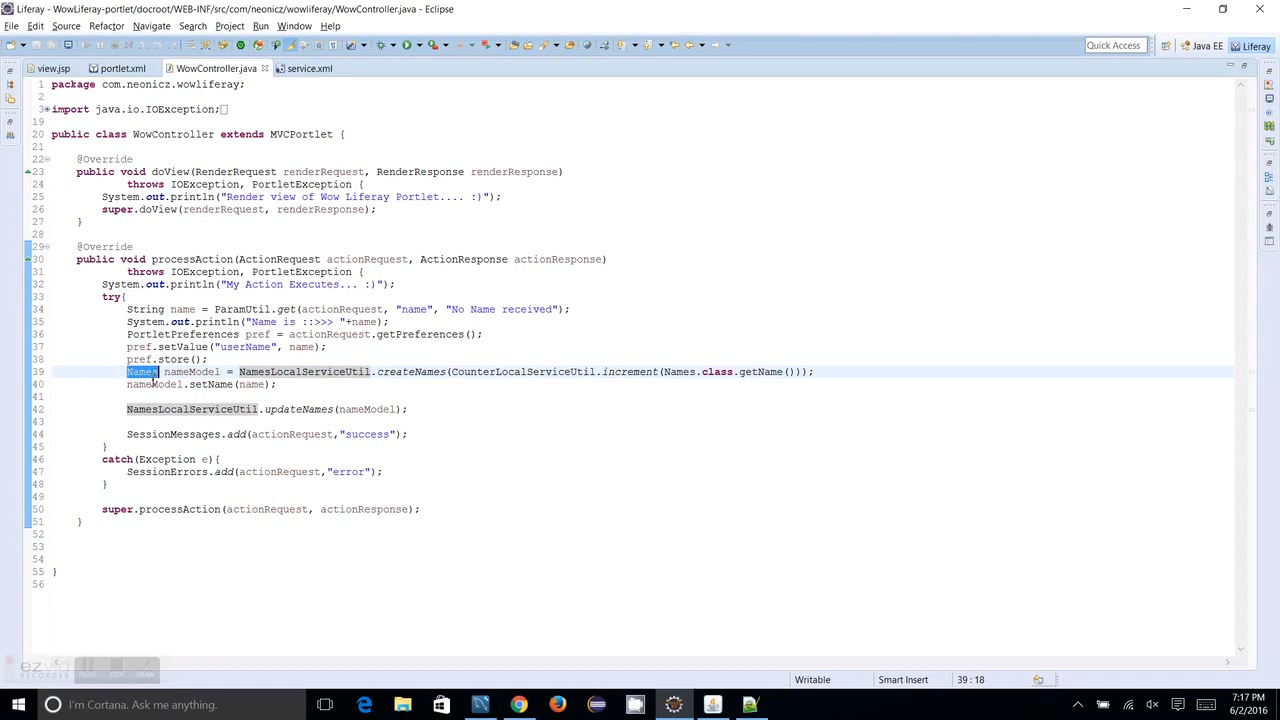 Liferay - WowLiferay-portlet/docroot/WEB-INF/src/com/neonicz/wowliferay/WowController.java - Eclipse
File Edit Source Refactor Navigate Search Project Run Window Help
Quick Access Java EE Liferay
view.jsp portlet.xml WowController.java service.xml
1 package com.neonicz.wowliferay;
2
3 import java.io.IOException;
19
20 public class WowController extends MVCPortlet {
21
22 @Override
23 public void doView(RenderRequest renderRequest, RenderResponse renderResponse)
24 throws IOException, PortletException {
25 System.out.println("Render view of Wow Liferay Portlet.... :)");
26 super.doView(renderRequest, renderResponse);
27 }
28
29 @Override
30 public void processAction(ActionRequest actionRequest, ActionResponse actionResponse)
31 throws IOException, PortletException {
32 System.out.println("My Action Executes... :)");
33 try{
34 String name = ParamUtil.get(actionRequest, "name", "No Name received");
35 System.out.println("Name is ::>>> "+name);
36 PortletPreferences pref = actionRequest.getPreferences();
37 pref.setValue("userName", name);
38 pref.store();
39 Names nameModel = NamesLocalServiceUtil.createNames(CounterLocalServiceUtil.increment(Names.class.getName()));
40 nameModel.setName(name);
41
42 NamesLocalServiceUtil.updateNames(nameModel);
43
44 SessionMessages.add(actionRequest,"success");
45 }
46 catch(Exception e){
47 SessionErrors.add(actionRequest,"error");
48 }
49
50 super.processAction(actionRequest, actionResponse);
51 }
52
53
54
55 }
56
ezvid
RECORDER PAUSE STOP DRAW
Writable Smart Insert 39 : 18
I'm Cortana. Ask me anything.
7:17 PM
6/2/2016